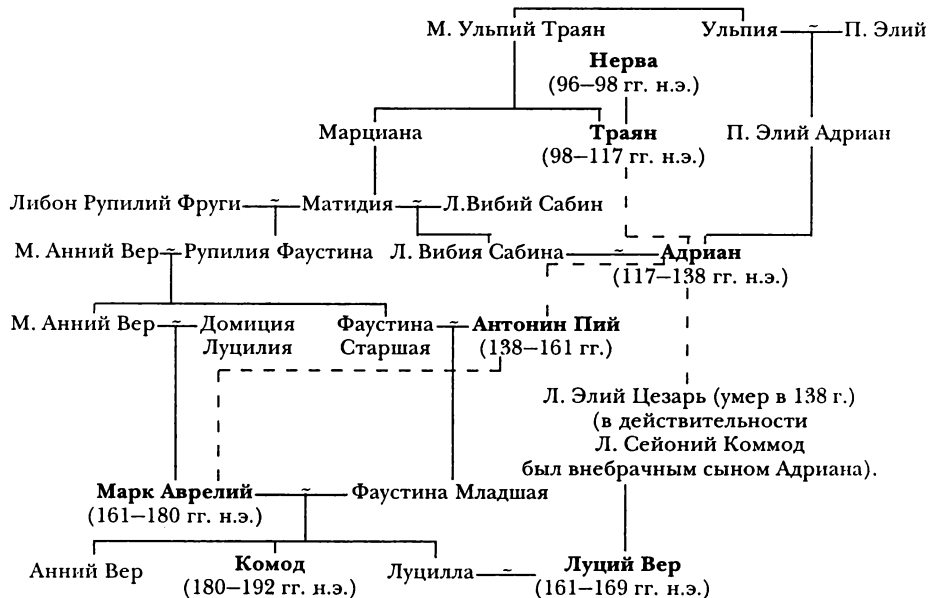 М. Ульпий Траян Ульпия ~ П. Элий
Нерва
(96–98 гг. н.э.)
Марциана Траян П. Элий Адриан
(98–117 гг. н.э.)
Либон Рупилий Фруги ~ Матидия ~ Л.Вибий Сабин
М. Анний Вер ~ Рупилия Фаустина Л. Вибия Сабина ~ Адриан
(117–138 гг. н.э.)
М. Анний Вер ~ Домиция Фаустина ~ Антонин Пий
Луцилия Старшая (138–161 гг.)
Л. Элий Цезарь (умер в 138 г.)
(в действительности
Л. Сейоний Коммод
был внебрачным сыном Адриана).
Марк Аврелий ~ Фаустина Младшая
(161–180 гг. н.э.)
Анний Вер Комод Луцилла ~ Луций Вер
(180–192 гг. н.э.) (161–169 гг. н.э.)